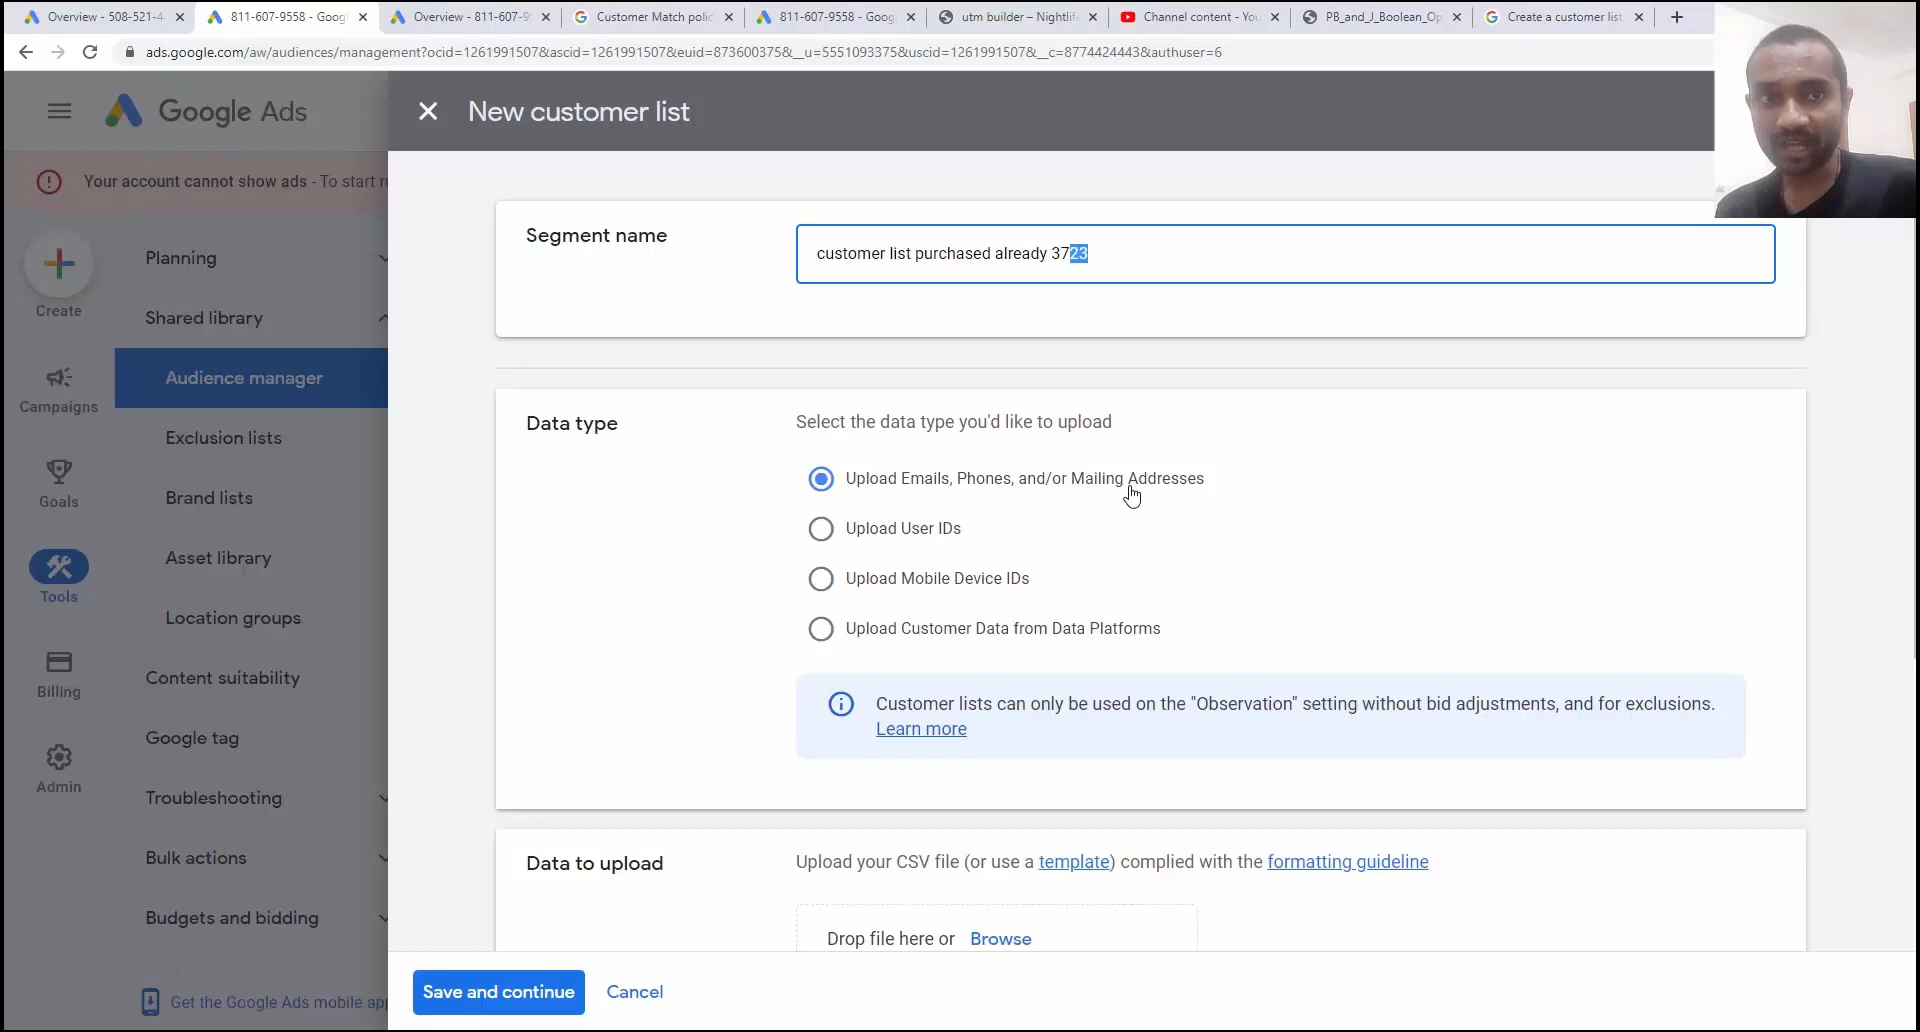 Overview - 508-521-4
811-607-9558 - Goog
Overview - 811-607-9
Customer Match polic
811-607-9558 - Goog
utm builder – Nightlif
Channel content - You
PB_and_J_Boolean_Op
Create a customer list
ads.google.com/aw/audiences/management?ocid=1261991507&ascid=1261991507&euid=873600375&__u=5551093375&uscid=1261991507&__c=8774424443&authuser=6
Google Ads
New customer list
Your account cannot show ads - To start r
Create
Campaigns
Goals
Tools
Billing
Admin
Planning
Shared library
Audience manager
Exclusion lists
Brand lists
Asset library
Location groups
Content suitability
Google tag
Troubleshooting
Bulk actions
Budgets and bidding
Get the Google Ads mobile app
Segment name
customer list purchased already 3723
Data type
Select the data type you'd like to upload
Upload Emails, Phones, and/or Mailing Addresses
Upload User IDs
Upload Mobile Device IDs
Upload Customer Data from Data Platforms
Customer lists can only be used on the "Observation" setting without bid adjustments, and for exclusions.
Learn more
Data to upload
Upload your CSV file (or use a template) complied with the formatting guideline
Drop file here or Browse
Save and continue
Cancel